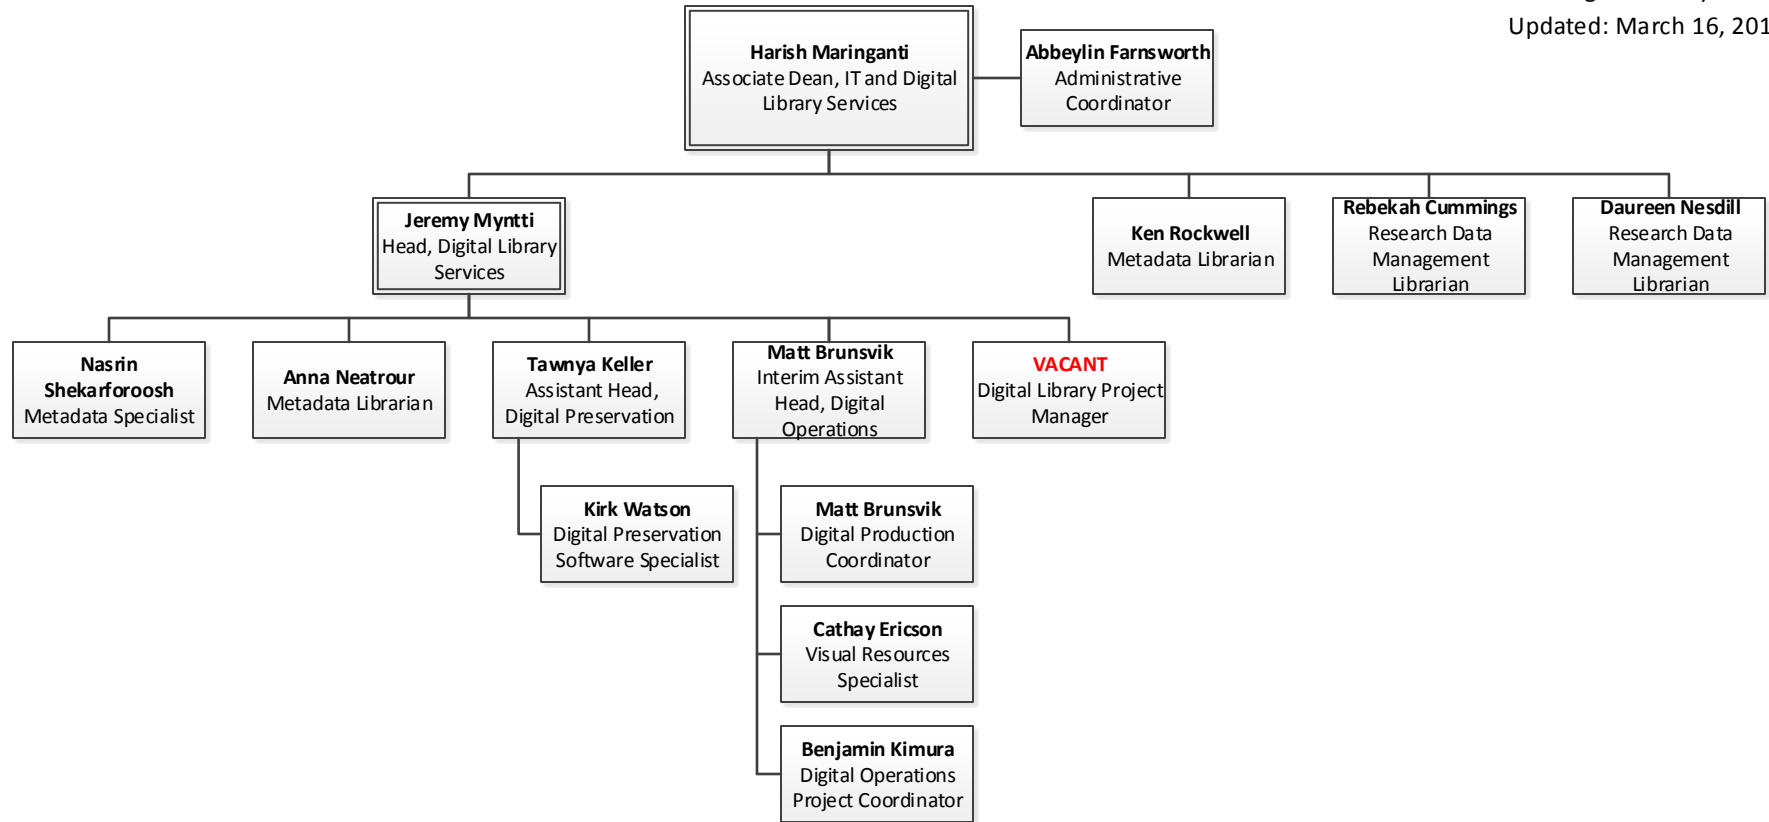 Updated: March 16, 201
Harish Maringanti
Associate Dean, IT and Digital
Library Services
Abbeylin Farnsworth
Administrative
Coordinator
Jeremy Myntti
Head, Digital Library
Services
Ken Rockwell
Metadata Librarian
Rebekah Cummings
Research Data
Management
Librarian
Daureen Nesdill
Research Data
Management
Librarian
Nasrin
Shekarforoosh
Metadata Specialist
Anna Neatrour
Metadata Librarian
Tawnya Keller
Assistant Head,
Digital Preservation
Matt Brunsvik
Interim Assistant
Head, Digital
Operations
VACANT
Digital Library Project
Manager
Kirk Watson
Digital Preservation
Software Specialist
Matt Brunsvik
Digital Production
Coordinator
Cathay Ericson
Visual Resources
Specialist
Benjamin Kimura
Digital Operations
Project Coordinator